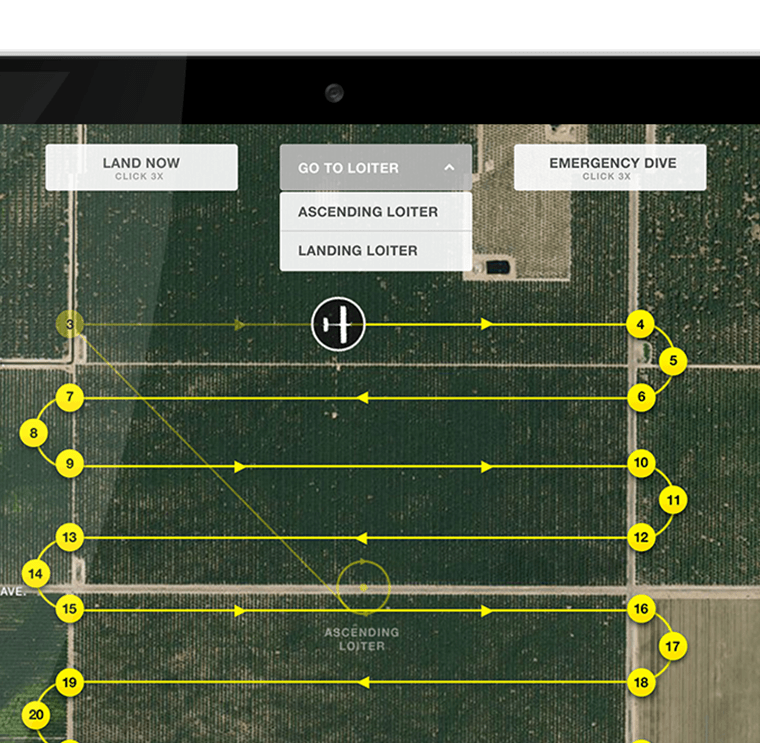 LAND NOW
CLICK 3X
GO TO LOITER
EMERGENCY DIVE
CLICK 3X
ASCENDING LOITER
LANDING LOITER
3
4
5
7
6
8
9
10
11
13
12
14
AVE.
15
16
ASCENDING
LOITER
17
19
18
20